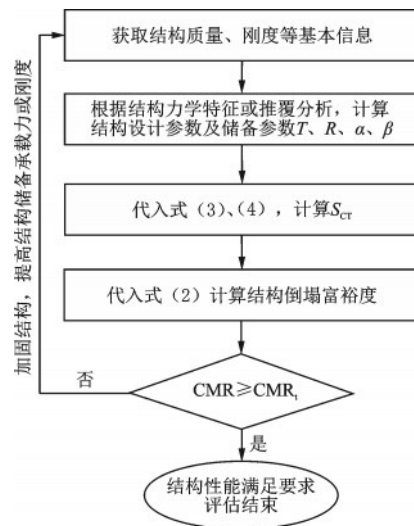 获取结构质量、刚度等基本信息
根据结构力学特征或推覆分析，计算
结构设计参数及储备参数T、R、α、β
代入式（3）、（4），计算S_CT
代入式（2）计算结构倒塌富裕度
CMR≥CMR_t
否
是
结构性能满足要求
评估结束
加固结构，提高结构储备承载力或刚度